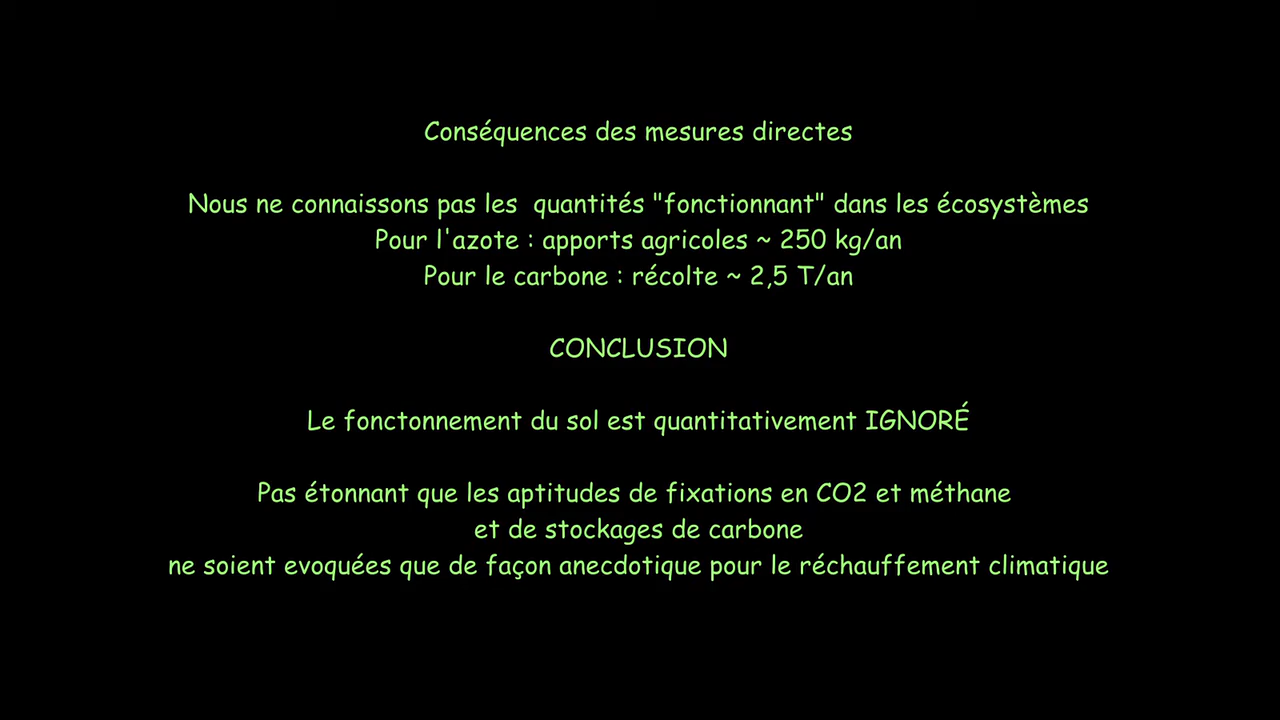 Conséquences des mesures directes
Nous ne connaissons pas les  quantités "fonctionnant" dans les écosystèmes
Pour l'azote : apports agricoles ~ 250 kg/an
Pour le carbone : récolte ~ 2,5 T/an
CONCLUSION
Le fonctonnement du sol est quantitativement IGNORÉ
Pas étonnant que les aptitudes de fixations en CO2 et méthane
et de stockages de carbone
ne soient evoquées que de façon anecdotique pour le réchauffement climatique